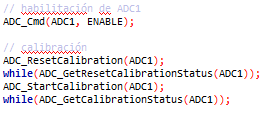 // habilitación de ADC1
ADC_Cmd(ADC1, ENABLE);
// calibración
ADC_ResetCalibration(ADC1);
while(ADC_GetResetCalibrationStatus(ADC1));
ADC_StartCalibration(ADC1);
while(ADC_GetCalibrationStatus(ADC1));